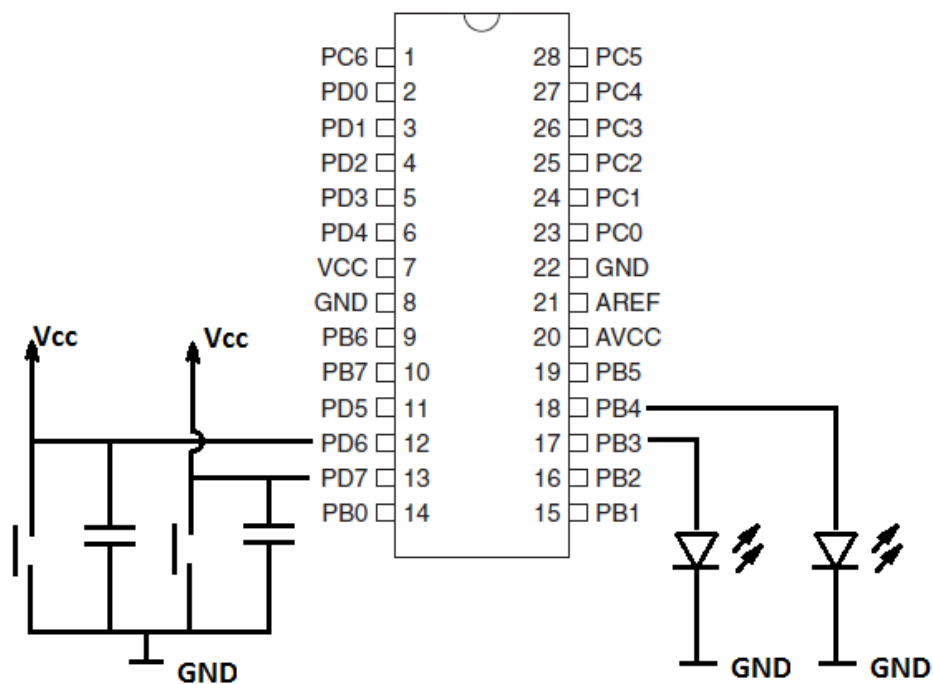 PC6 1 28 PC5
PD0 2 27 PC4
PD1 3 26 PC3
PD2 4 25 PC2
PD3 5 24 PC1
PD4 6 23 PC0
VCC 7 22 GND
GND 8 21 AREF
Vcc Vcc PB6 9 20 AVCC
PB7 10 19 PB5
PD5 11 18 PB4
PD6 12 17 PB3
PD7 13 16 PB2
PB0 14 15 PB1
GND GND GND